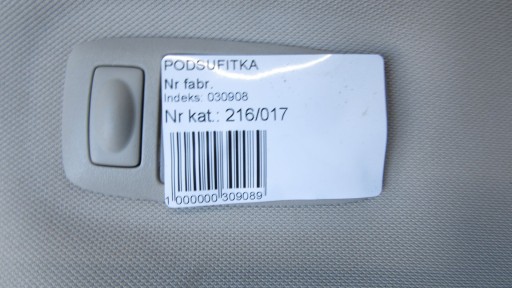 PODSUFITKA
Nr fabr.
Indeks: 030908
Nr kat.: 216/017
1 000000 309089